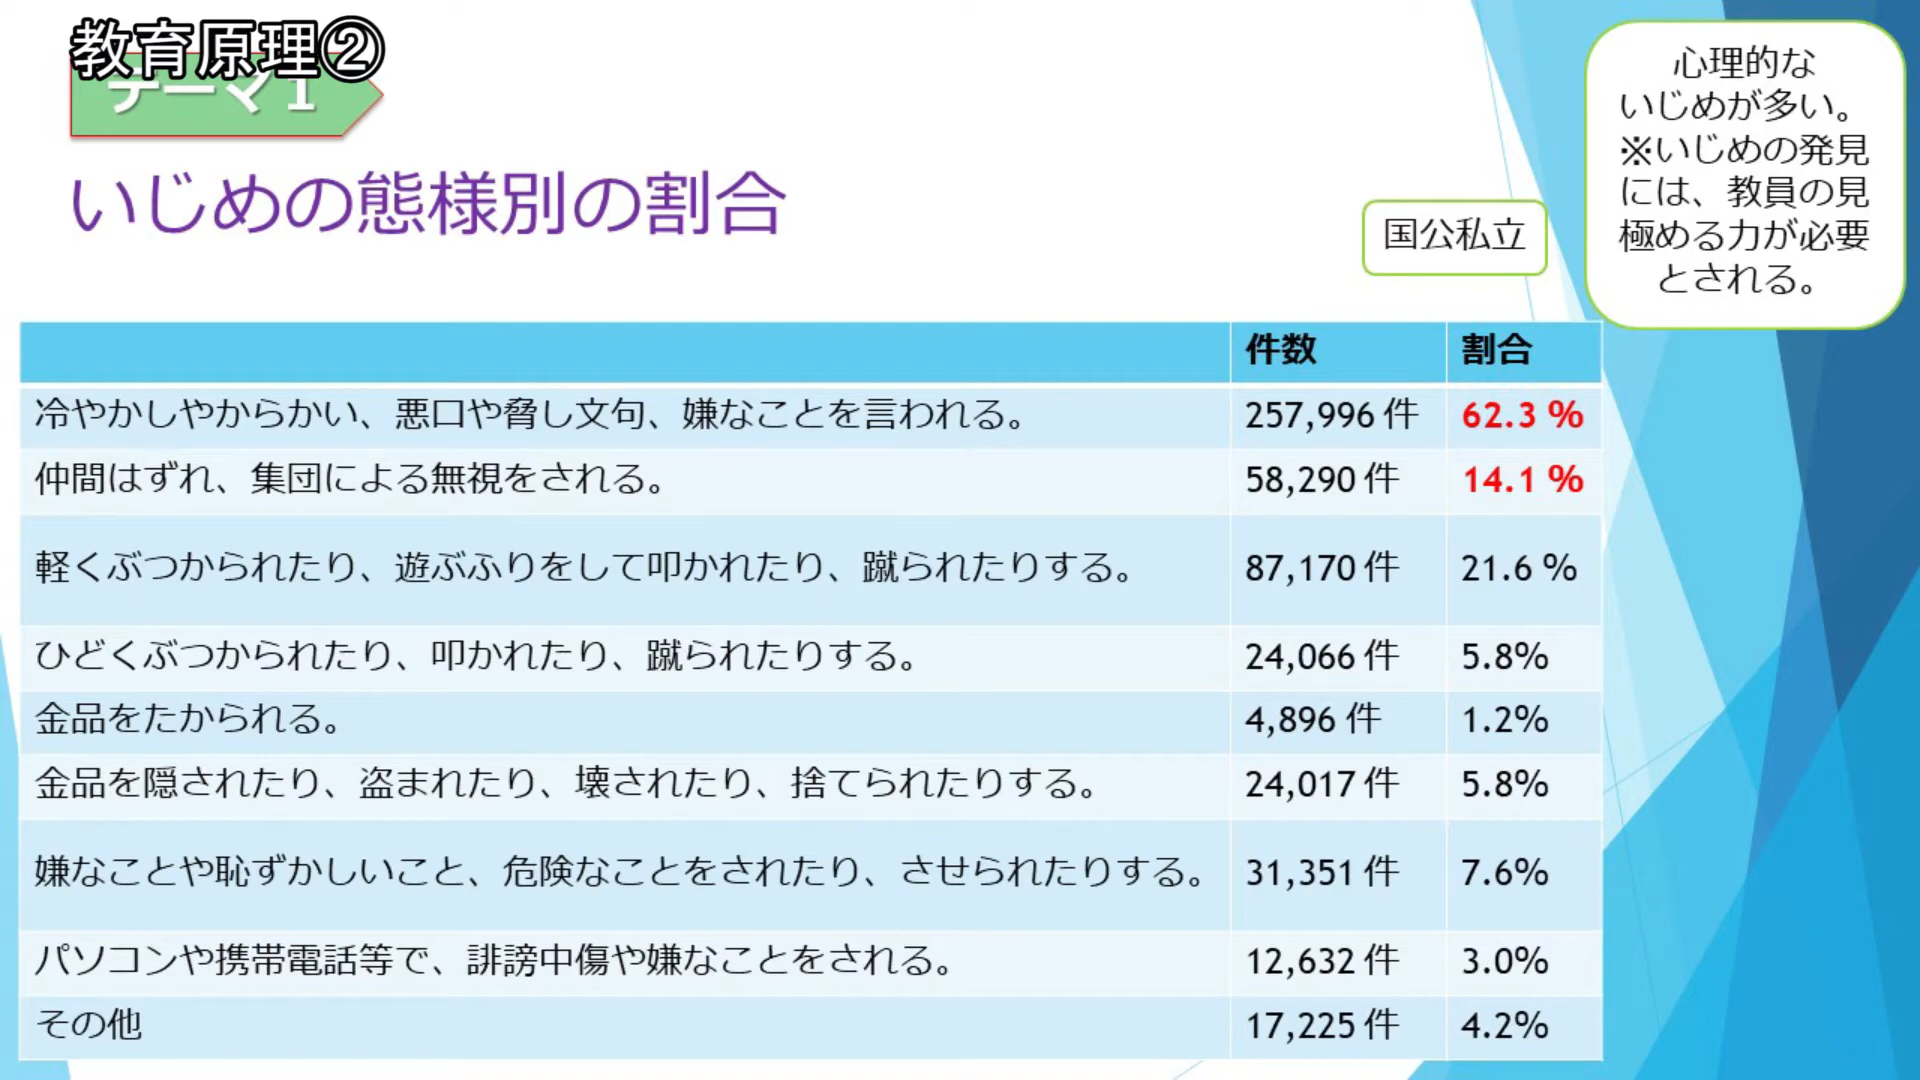 教育原理②
テーマ1
いじめの態様別の割合
国公私立
心理的な
いじめが多い。
※いじめの発見
には、教員の見
極める力が必要
とされる。
件数 割合
冷やかしやからかい、悪口や脅し文句、嫌なことを言われる。 257,996 件 62.3 %
仲間はずれ、集団による無視をされる。 58,290 件 14.1 %
軽くぶつかられたり、遊ぶふりをして叩かれたり、蹴られたりする。 87,170 件 21.6 %
ひどくぶつかられたり、叩かれたり、蹴られたりする。 24,066 件 5.8%
金品をたかられる。 4,896 件 1.2%
金品を隠されたり、盗まれたり、壊されたり、捨てられたりする。 24,017 件 5.8%
嫌なことや恥ずかしいこと、危険なことをされたり、させられたりする。 31,351 件 7.6%
パソコンや携帯電話等で、誹謗中傷や嫌なことをされる。 12,632 件 3.0%
その他 17,225 件 4.2%